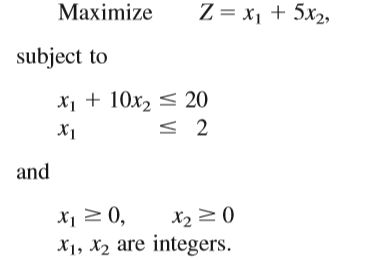 Maximize Z = x₁ + 5x₂,
subject to
x₁ + 10x₂ ≤ 20
x₁ ≤ 2
and
x₁ ≥ 0, x₂ ≥ 0
x₁, x₂ are integers.